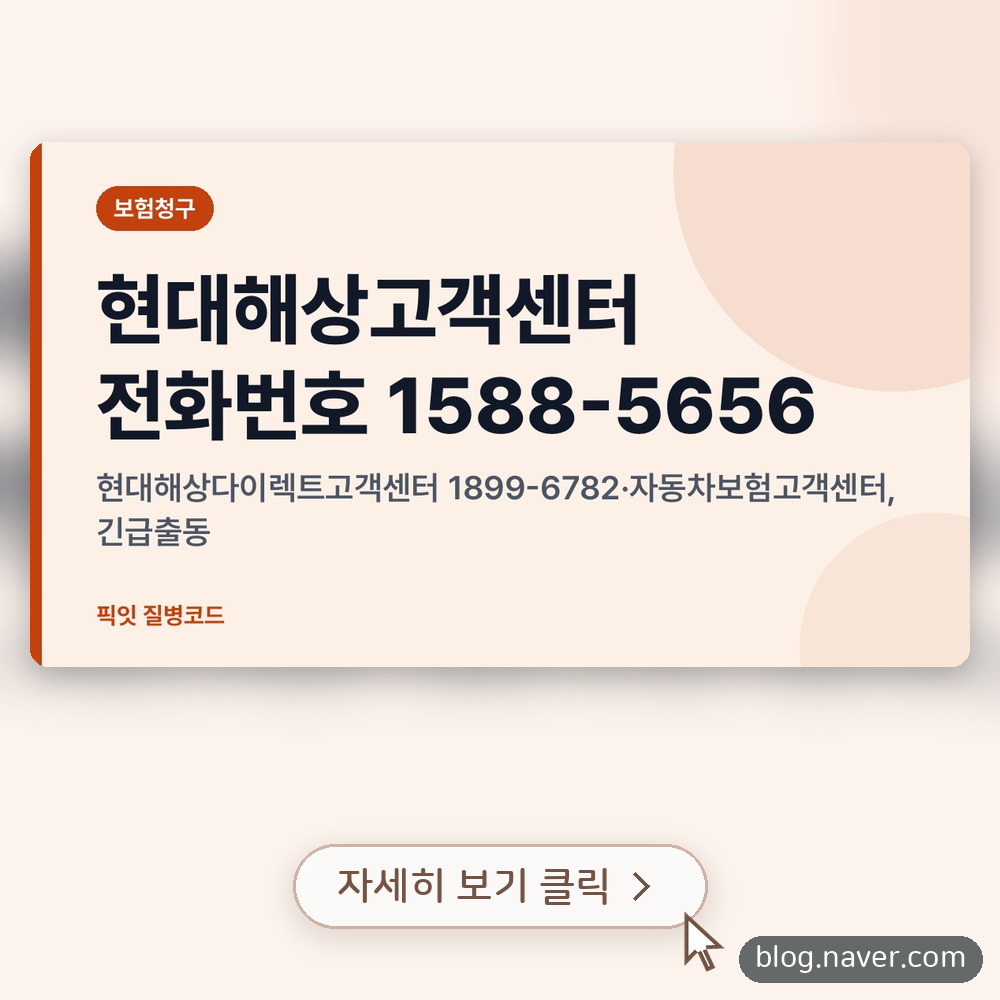 보험청구
현대해상고객센터
전화번호 1588-5656
현대해상다이렉트고객센터 1899-6782·자동차보험고객센터,
긴급출동
픽잇 질병코드
자세히 보기 클릭
blog.naver.com